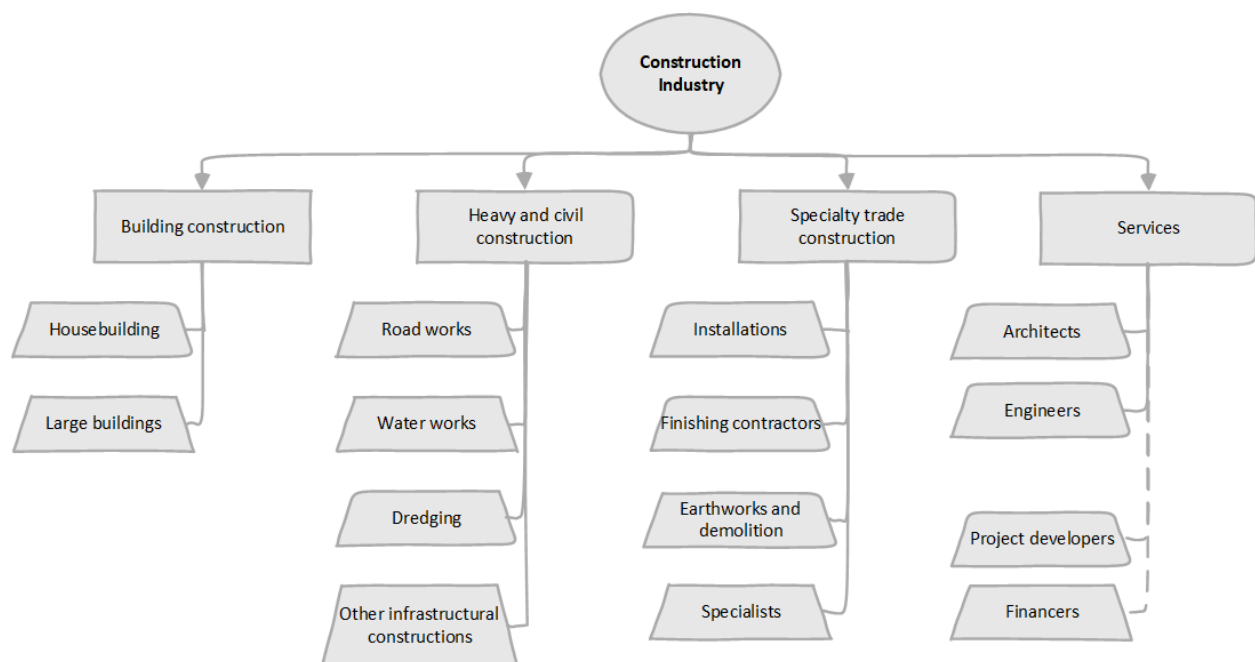 Construction
Industry
Building construction
Heavy and civil
construction
Specialty trade
construction
Services
Housebuilding
Large buildings
Road works
Water works
Dredging
Other infrastructural
constructions
Installations
Finishing contractors
Earthworks and
demolition
Specialists
Architects
Engineers
Project developers
Financers